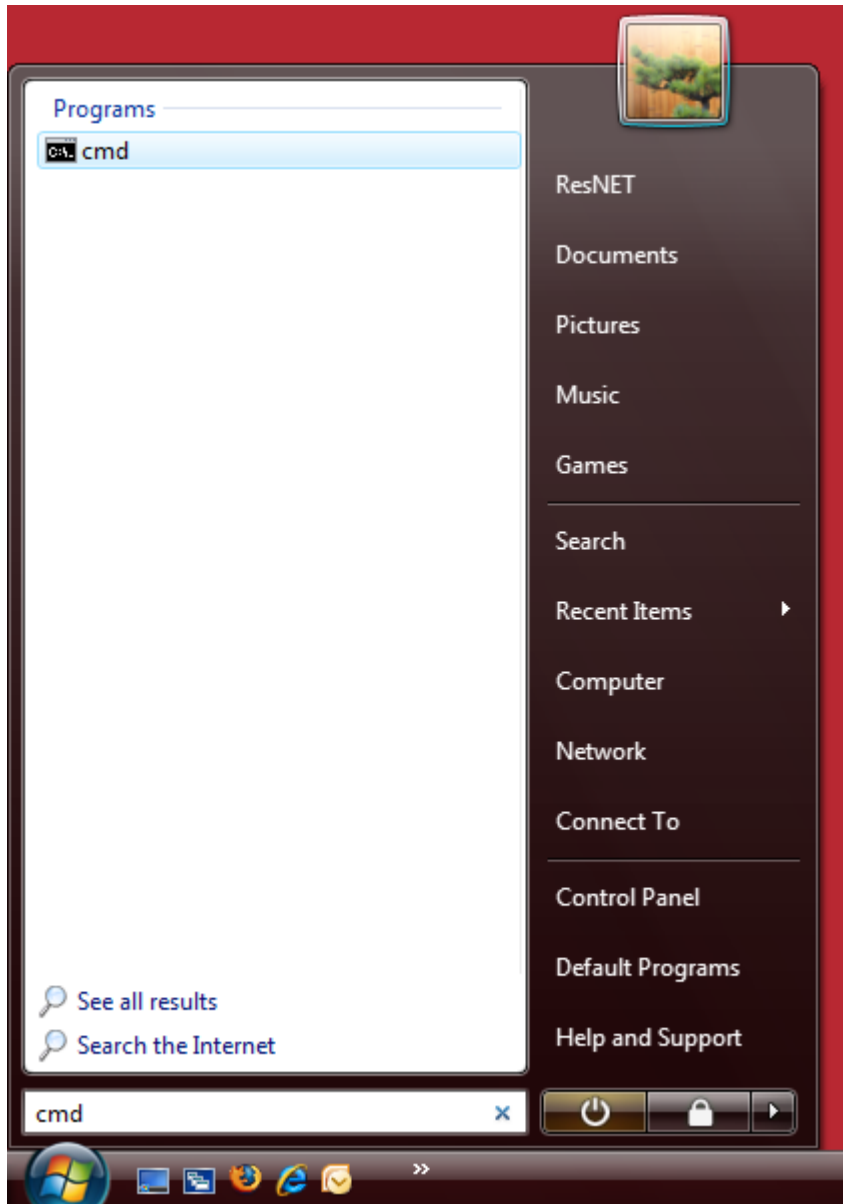 Programs
cmd
See all results
Search the Internet
cmd
ResNET
Documents
Pictures
Music
Games
Search
Recent Items
Computer
Network
Connect To
Control Panel
Default Programs
Help and Support